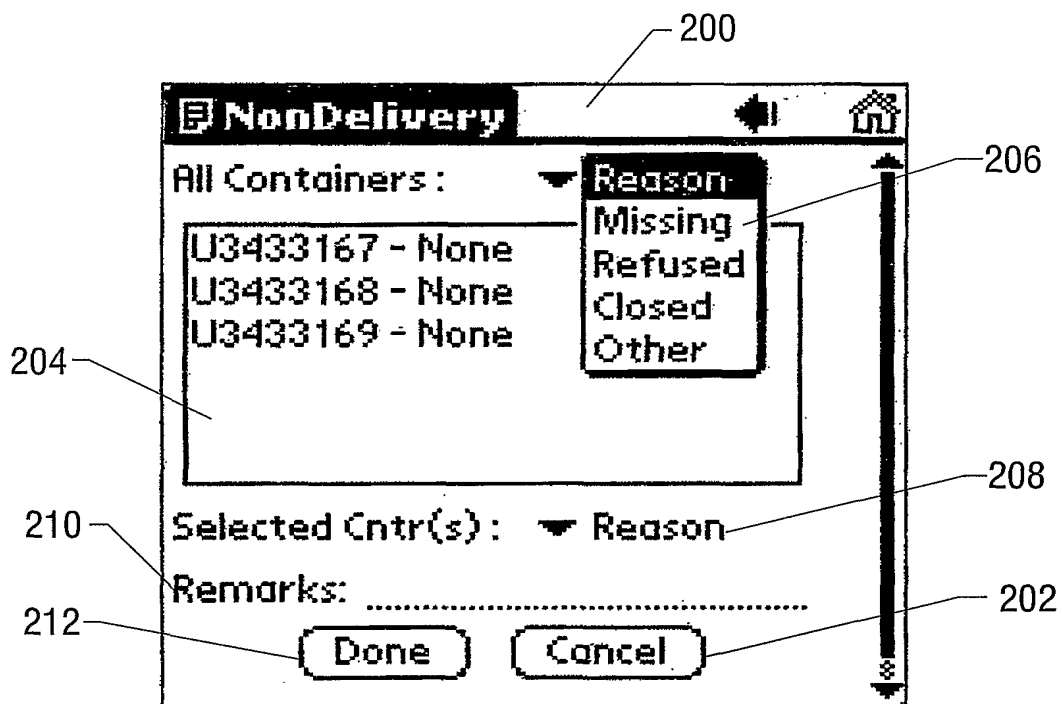 200
NonDelivery
All Containers: Reason
206
Missing
Refused
Closed
Other
U3433167 - None
U3433168 - None
U3433169 - None
204
208
Selected Cntr(s): Reason
210
Remarks:
212
Done Cancel
202